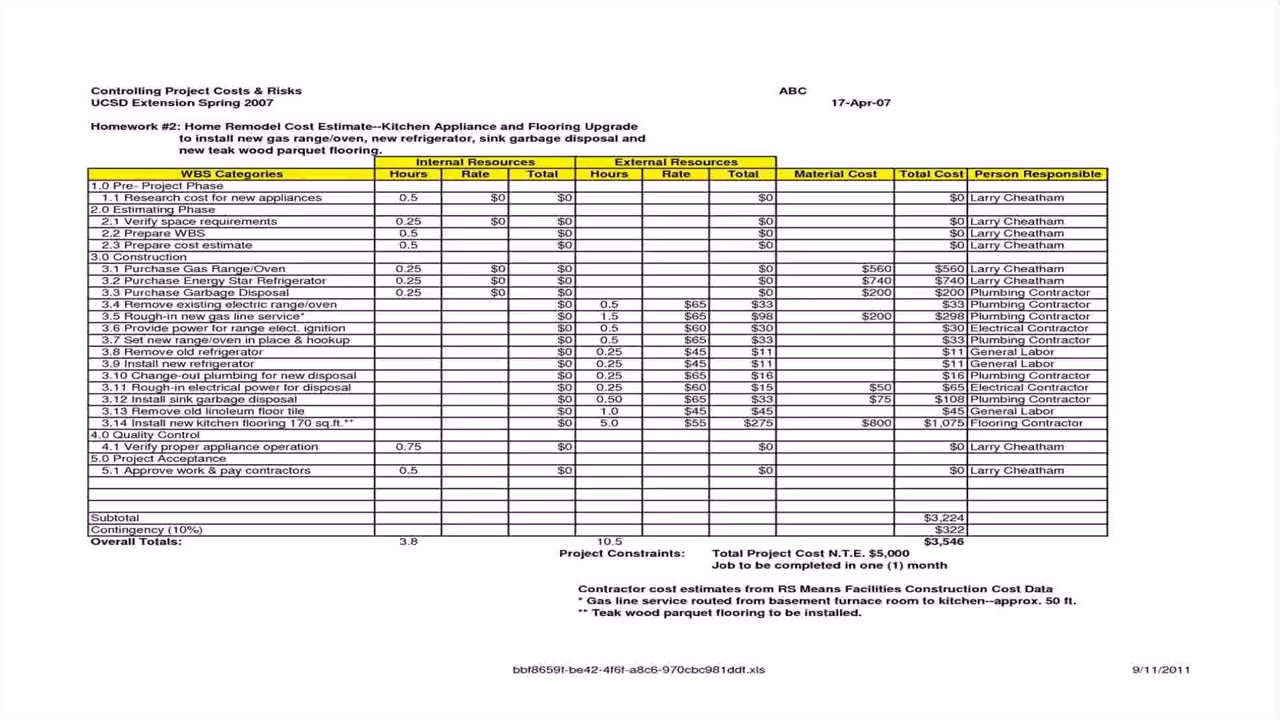 Controlling Project Costs & Risks ABC
UCSD Extension Spring 2007 17-Apr-07
Homework #2: Home Remodel Cost Estimate--Kitchen Appliance and Flooring Upgrade
to install new gas range/oven, new refrigerator, sink garbage disposal and
new teak wood parquet flooring.
Internal Resources External Resources
WBS Categories Hours Rate Total Hours Rate Total Material Cost Total Cost Person Responsible
1.0 Pre- Project Phase
1.1 Research cost for new appliances 0.5 $0 $0 $0 $0 Larry Cheatham
2.0 Estimating Phase
2.1 Verify space requirements 0.25 $0 $0 $0 $0 Larry Cheatham
2.2 Prepare WBS 0.5 $0 $0 $0 Larry Cheatham
2.3 Prepare cost estimate 0.5 $0 $0 $0 Larry Cheatham
3.0 Construction
3.1 Purchase Gas Range/Oven 0.25 $0 $0 $0 $560 $560 Larry Cheatham
3.2 Purchase Energy Star Refrigerator 0.25 $0 $0 $0 $740 $740 Larry Cheatham
3.3 Purchase Garbage Disposal 0.25 $0 $0 $0 $200 $200 Plumbing Contractor
3.4 Remove existing electric range/oven $0 0.5 $65 $33 $33 Plumbing Contractor
3.5 Rough-in new gas line service* $0 1.5 $65 $98 $200 $298 Plumbing Contractor
3.6 Provide power for range elect. ignition $0 0.5 $60 $30 $30 Electrical Contractor
3.7 Set new range/oven in place & hookup $0 0.5 $65 $33 $33 Plumbing Contractor
3.8 Remove old refrigerator $0 0.25 $45 $11 $11 General Labor
3.9 Install new refrigerator $0 0.25 $45 $11 $11 General Labor
3.10 Change-out plumbing for new disposal $0 0.25 $65 $16 $16 Plumbing Contractor
3.11 Rough-in electrical power for disposal $0 0.25 $60 $15 $50 $65 Electrical Contractor
3.12 Install sink garbage disposal $0 0.50 $65 $33 $75 $108 Plumbing Contractor
3.13 Remove old linoleum floor tile $0 1.0 $45 $45 $45 General Labor
3.14 Install new kitchen flooring 170 sq.ft.** $0 5.0 $55 $275 $800 $1,075 Flooring Contractor
4.0 Quality Control
4.1 Verify proper appliance operation 0.75 $0 $0 $0 Larry Cheatham
5.0 Project Acceptance
5.1 Approve work & pay contractors 0.5 $0 $0 $0 Larry Cheatham
Subtotal $3,224
Contingency (10%) $322
Overall Totals: 3.8 10.5 $3,546
Project Constraints: Total Project Cost N.T.E. $5,000
Job to be completed in one (1) month
Contractor cost estimates from RS Means Facilities Construction Cost Data
* Gas line service routed from basement furnace room to kitchen--approx. 50 ft.
** Teak wood parquet flooring to be installed.
bbf8659f-be42-4f6f-a8c6-970cbc981ddf.xls 9/11/2011